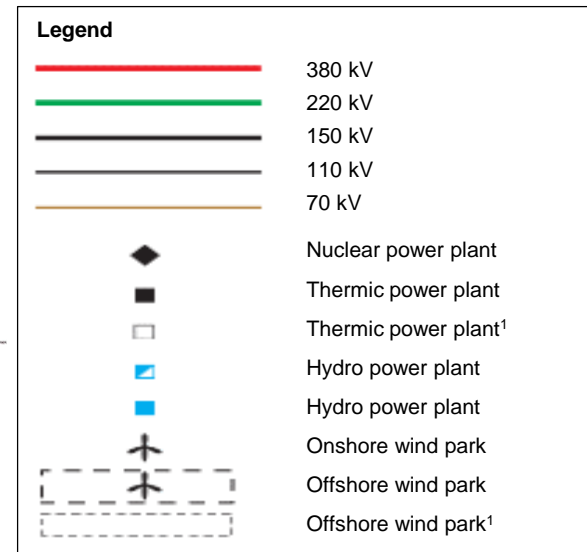 Legend
380 kV
220 kV
150 kV
110 kV
70 kV
Nuclear power plant
Thermic power plant
Thermic power plant¹
Hydro power plant
Hydro power plant
Onshore wind park
Offshore wind park
Offshore wind park¹